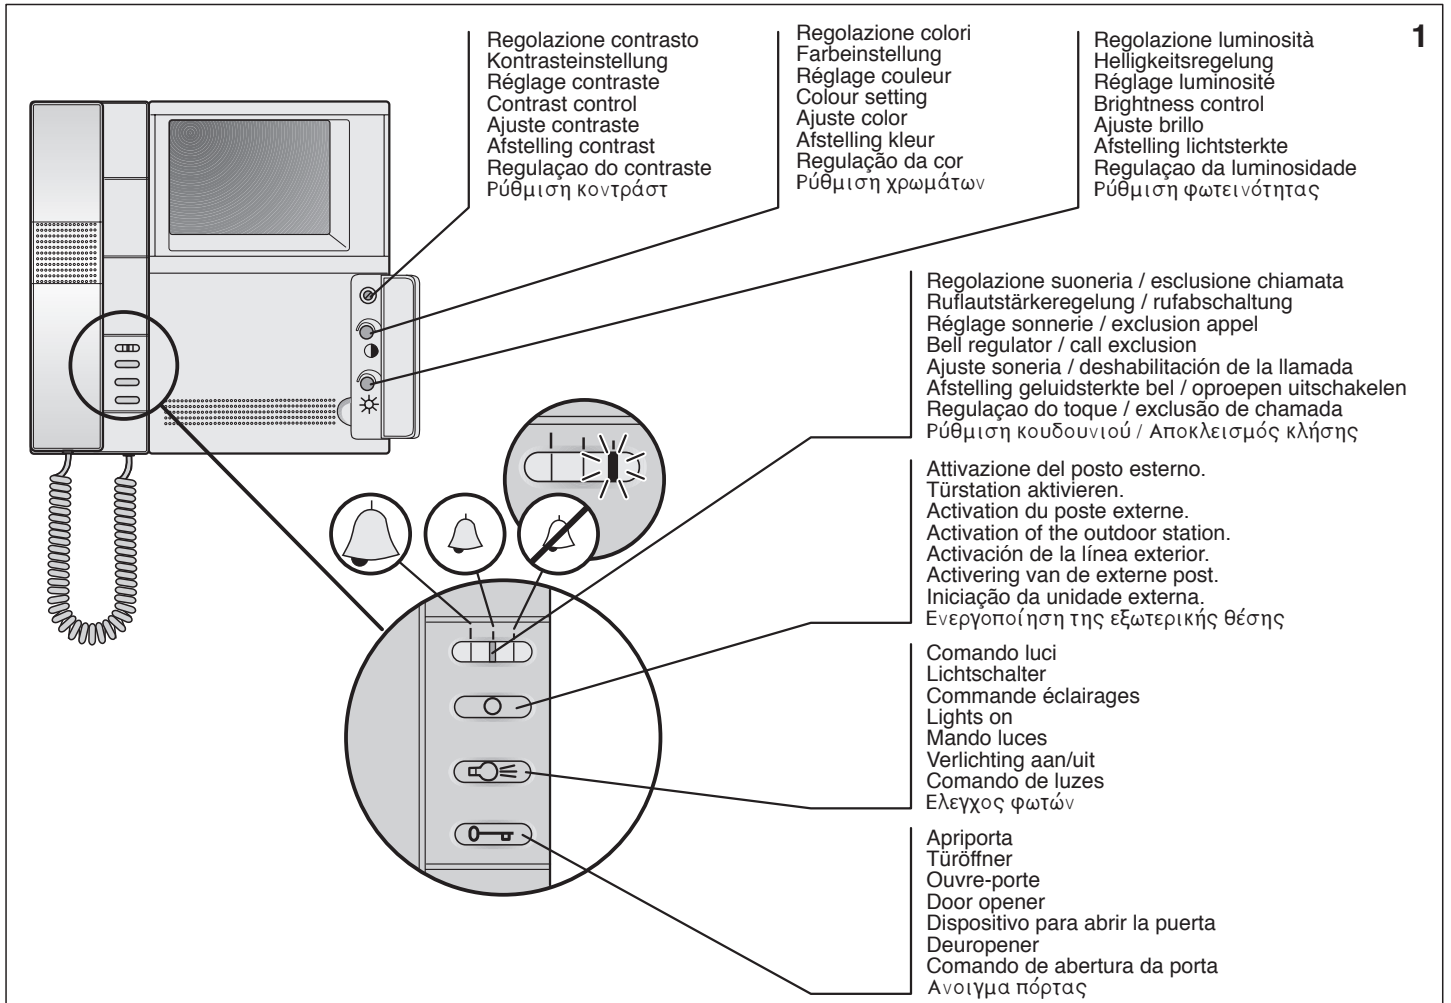 1
Regolazione contrasto
Kontrasteinstellung
Réglage contraste
Contrast control
Ajuste contraste
Afstelling contrast
Regulaçao do contraste
Ρύθμιση κοντράστ
Regolazione colori
Farbeinstellung
Réglage couleur
Colour setting
Ajuste color
Afstelling kleur
Regulação da cor
Ρύθμιση χρωμάτων
Regolazione luminosità
Helligkeitsregelung
Réglage luminosité
Brightness control
Ajuste brillo
Afstelling lichtsterkte
Regulaçao da luminosidade
Ρύθμιση φωτεινότητας
Regolazione suoneria / esclusione chiamata
Ruflautstärkeregelung / rufabschaltung
Réglage sonnerie / exclusion appel
Bell regulator / call exclusion
Ajuste soneria / deshabilitación de la llamada
Afstelling geluidsterkte bel / oproepen uitschakelen
Regulaçao do toque / exclusão de chamada
Ρύθμιση κουδουνιού / Αποκλεισμός κλήσης
Attivazione del posto esterno.
Türstation aktivieren.
Activation du poste externe.
Activation of the outdoor station.
Activación de la línea exterior.
Activering van de externe post.
Iniciação da unidade externa.
Ενεργοποίηση της εξωτερικής θέσης
Comando luci
Lichtschalter
Commande éclairages
Lights on
Mando luces
Verlichting aan/uit
Comando de luzes
Ελεγχος φωτών
Apriporta
Türöffner
Ouvre-porte
Door opener
Dispositivo para abrir la puerta
Deuropener
Comando de abertura da porta
Ανοιγμα πόρτας